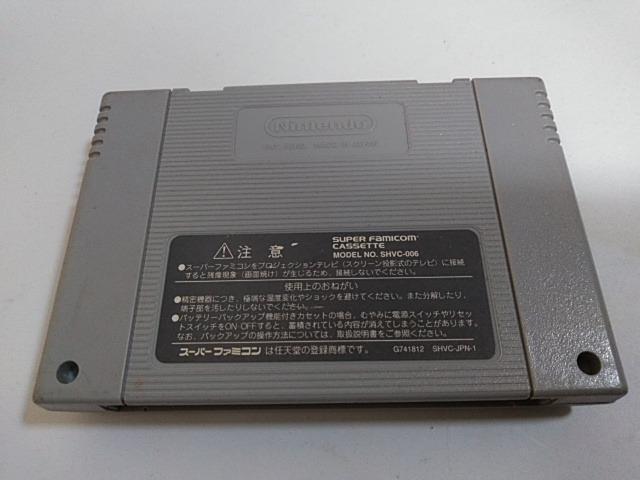 Nintendo
PAT. PEND. MADE IN JAPAN
⚠注意
SUPER FAMICOM
CASSETTE
MODEL NO. SHVC-006
●スーパーファミコンをプロジェクションテレビ（スクリーン投影式のテレビ）に接続
すると残像現象（画面焼け）が生じるため、接続しないでください。
使用上のおねがい
●精密機器につき、極端な温度変化やショックを避けてください。また分解したり、
端子部を汚したりしないでください。
●バッテリーバックアップ機能付きカセットの場合、むやみに電源スイッチやリセッ
トスイッチをON・OFFすると、蓄積されている内容が消えてしまうことがあります。
なお、バックアップの操作方法については、取扱説明書をご参照ください。
スーパーファミコン は任天堂の登録商標です。
G741812 SHVC-JPN-1